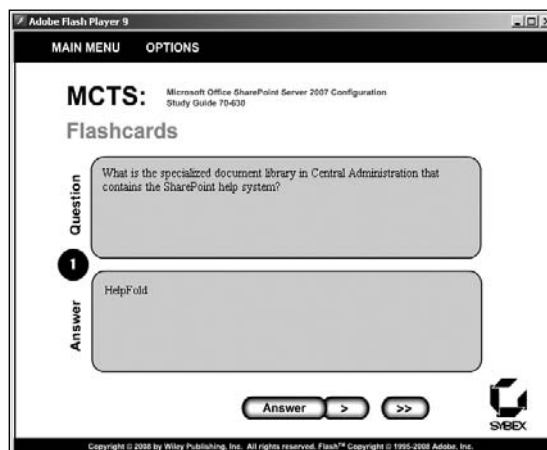 Adobe Flash Player 9
MAIN MENU OPTIONS
MCTS:
Microsoft Office SharePoint Server 2007 Configuration
Study Guide 70-630
Flashcards
Question
What is the specialized document library in Central Administration that
contains the SharePoint help system?
1
Answer
HelpFold
Answer > >>
SYBEX
Copyright © 2008 by Wiley Publishing, Inc. All rights reserved. Flash™ Copyright © 1995-2008 Adobe, Inc.